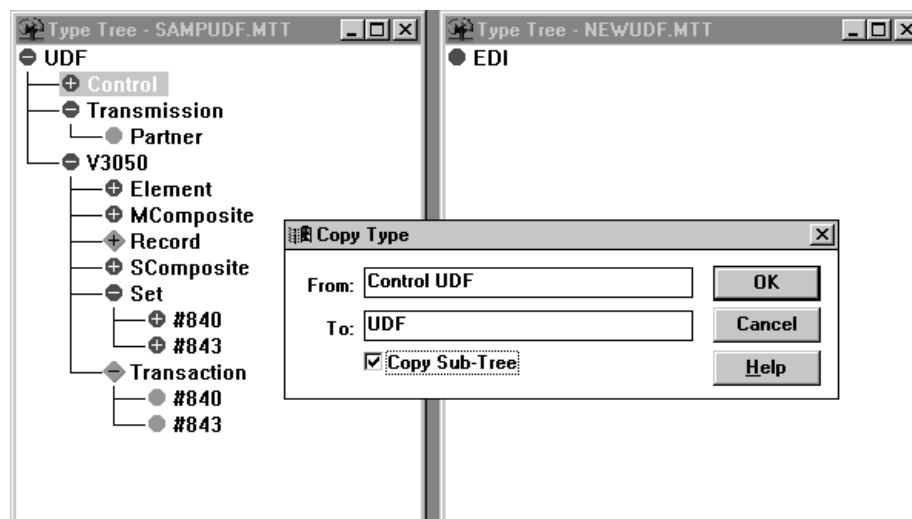 Type Tree - SAMPUDF.MTT
UDF
Control
Transmission
Partner
V3050
Element
MComposite
Record
SComposite
Set
#840
#843
Transaction
#840
#843
Type Tree - NEWUDF.MTT
EDI
Copy Type
From: Control UDF
To: UDF
Copy Sub-Tree
OK
Cancel
Help